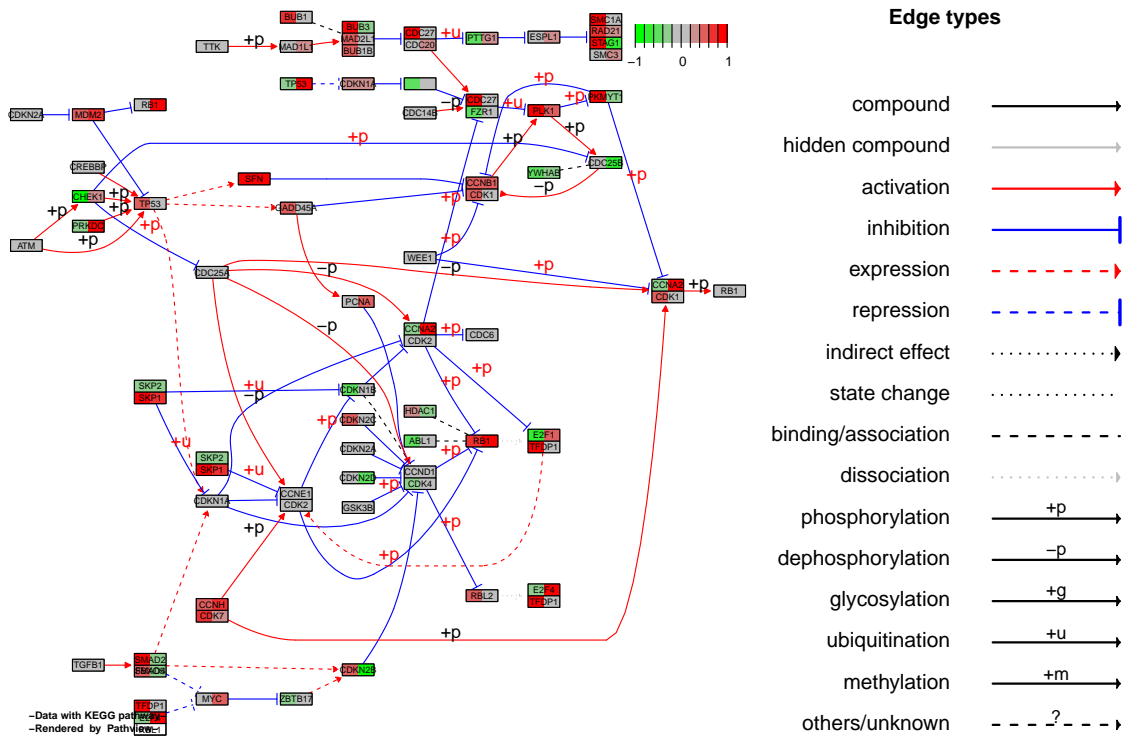 Edge types
BUB1
BUB3
MAD2L1
BUB1B
TTK
+p
MAD1L1
CDC27
CDC20
+u
PTTG1
ESPL1
SMC1A
RAD21
STAG1
SMC3
−1
0
1
TP53
CDKN1A
+p
compound
CDKN2A
MDM2
RB1
CDC14B
−p
CDC27
FZR1
+u
PLK1
+p
PKMYT1
+p
hidden compound
CREBBP
+p
YWHAB
CDC25B
activation
CHEK1
+p
+p
TP53
SFN
CCNB1
CDK1
+p
−p
+p
inhibition
PRKDC
+p
+p
+p
GADD45A
ATM
WEE1
+p
−p
+p
expression
CDC25A
−p
CCNA2
CDK1
+p
RB1
repression
PCNA
−p
CCNA2
CDK2
+p
CDC6
indirect effect
+p
+p
state change
SKP2
SKP1
+u
−p
CDKN1B
binding/association
CDKN2C
+p
HDAC1
+u
CDKN2A
ABL1
RB1
E2F1
TFDP1
dissociation
SKP2
SKP1
+u
CDKN2D
+p
CCND1
CDK4
CDKN1A
CCNE1
CDK2
GSK3B
phosphorylation
+p
+p
+p
+p
dephosphorylation
−p
RBL2
E2F4
TFDP1
glycosylation
+g
CCNH
CDK7
+p
ubiquitination
+u
TGFB1
SMAD2
CDKN2B
methylation
+m
MYC
ZBTB17
TFDP1
−Data with KEGG pathway
−Rendered by Pathview
others/unknown
?